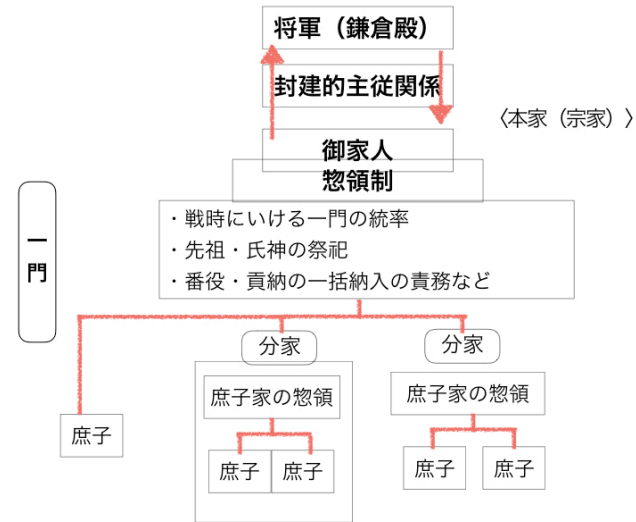 将軍（鎌倉殿）
封建的主従関係
〈本家（宗家）〉
御家人
惣領制
・戦時にいける一門の統率
・先祖・氏神の祭祀
・番役・貢納の一括納入の責務など
一門
分家
分家
庶子家の惣領
庶子家の惣領
庶子
庶子
庶子
庶子
庶子